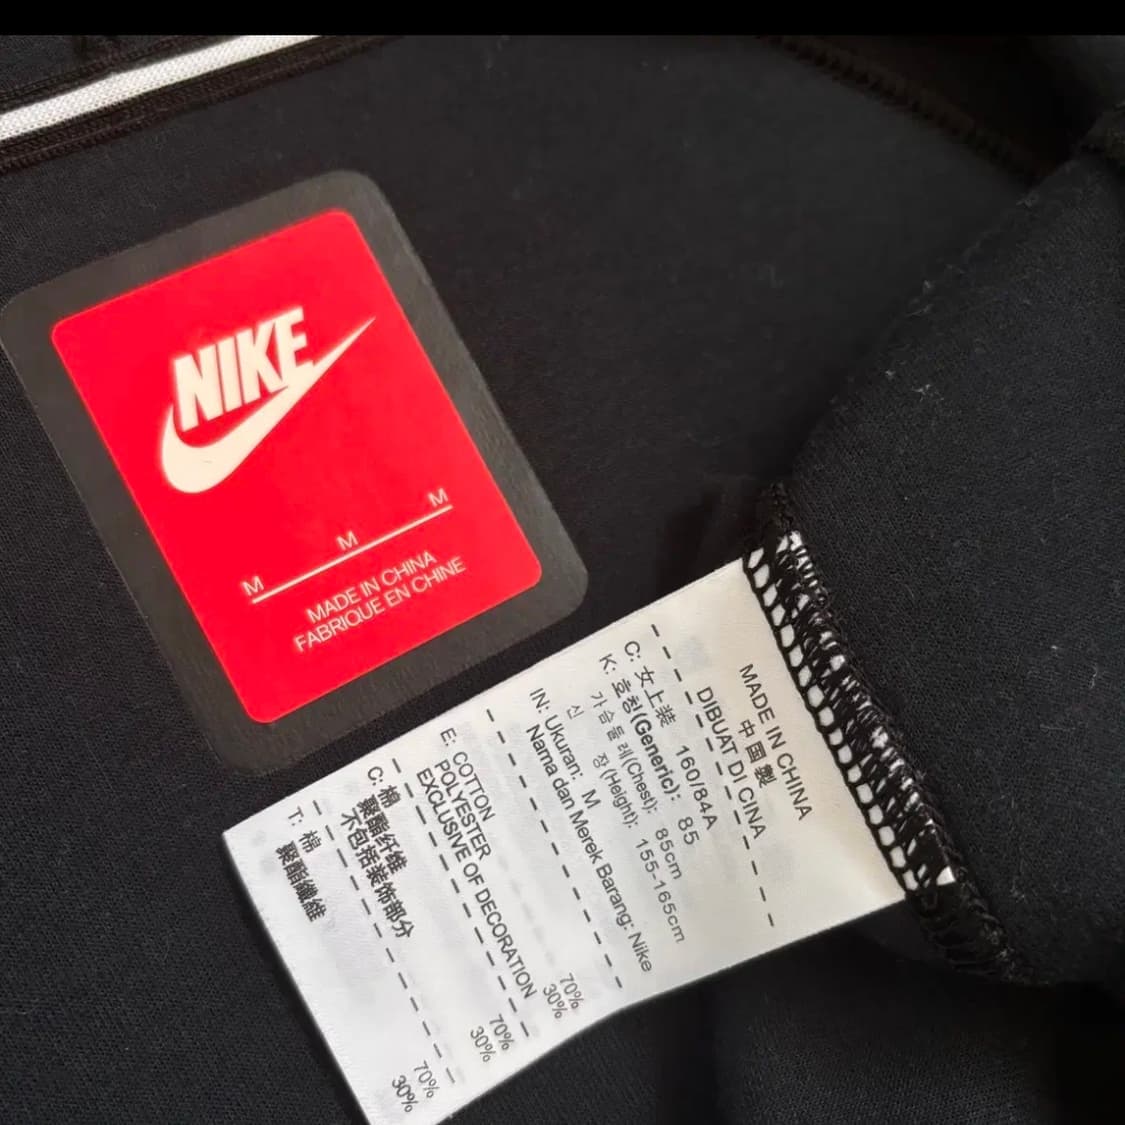 NIKE
M
M
M
MADE IN CHINA
FABRIQUE EN CHINE
MADE IN CHINA
中国製
DIBUAT DI CINA
C: 女上装 160/84A
K: 호칭(Generic): 85
가슴둘레(Chest): 85cm
신 장(Height): 155-165cm
IN: Ukuran: M
Nama dan Merek Barang: Nike
E: COTTON 70%
POLYESTER 30%
EXCLUSIVE OF DECORATION
C: 棉 70%
聚酯纤维 30%
不包括装饰部分
T: 棉 70%
聚酯纖維 30%